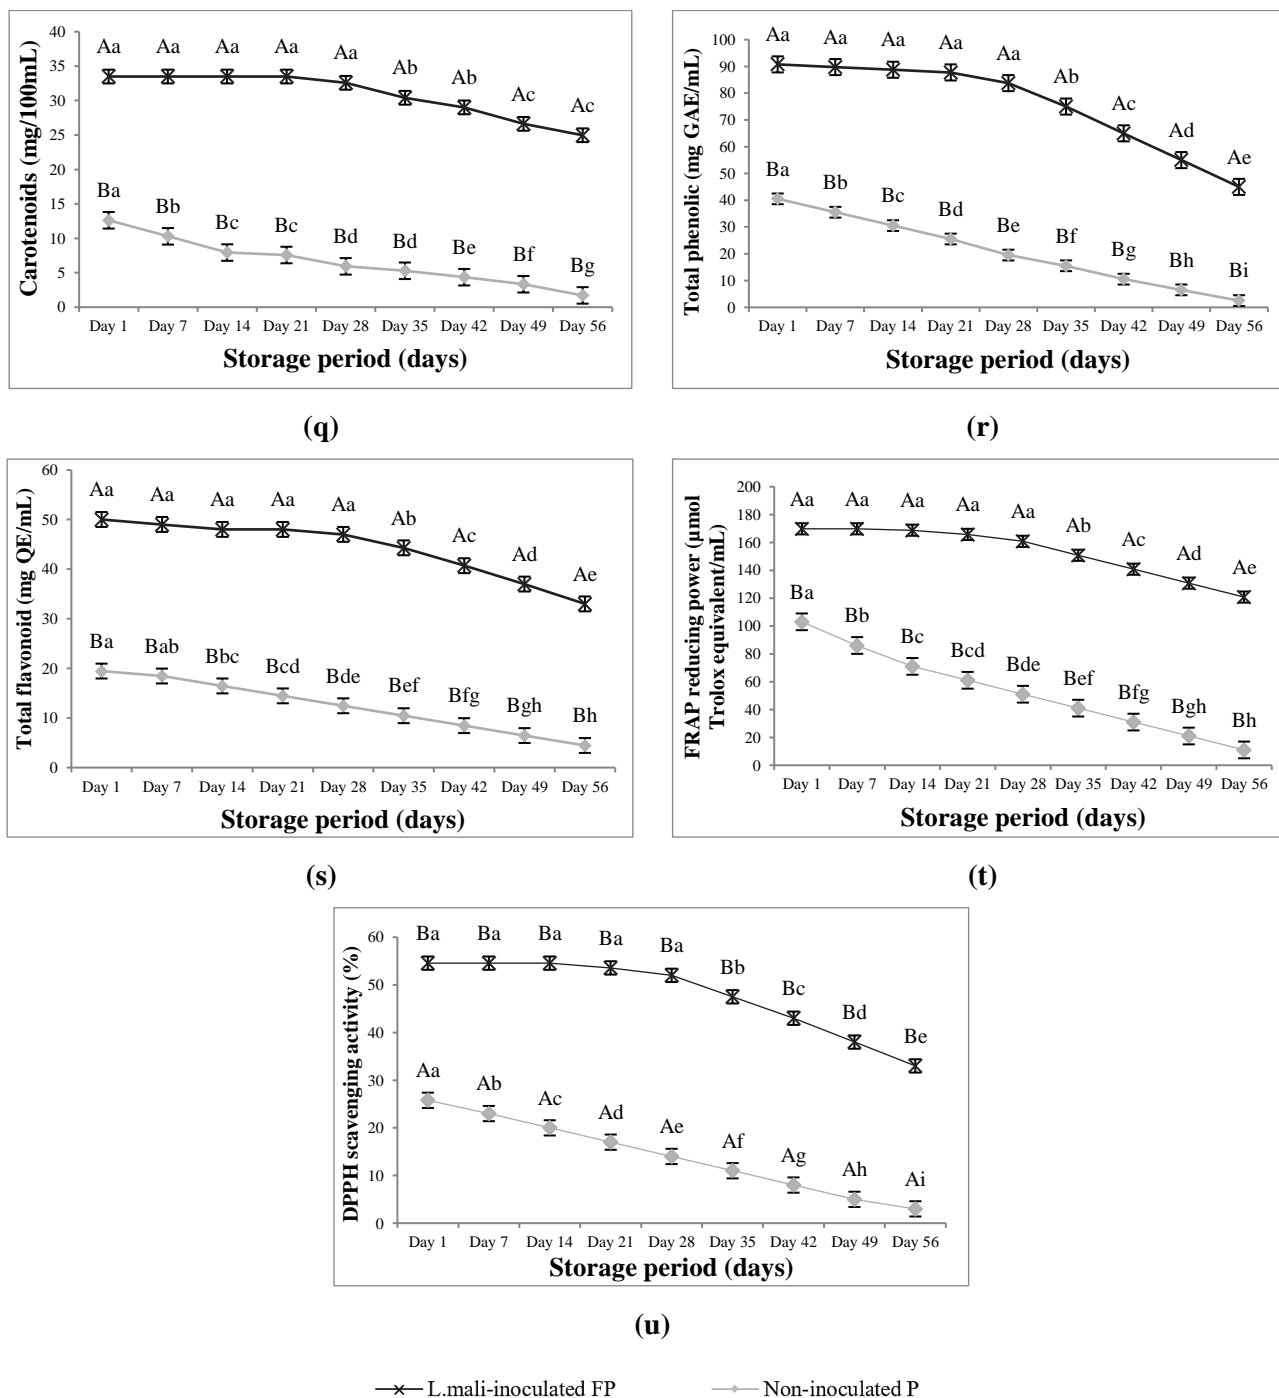 40
35
30
25
20
15
10
5
0
Carotenoids (mg/100mL)
Aa Aa Aa Aa Aa Ab Ab Ac Ac
Ba Bb Bc Bc Bd Bd Be Bf Bg
Day 1 Day 7 Day 14 Day 21 Day 28 Day 35 Day 42 Day 49 Day 56
Storage period (days)
(q)
100
90
80
70
60
50
40
30
20
10
0
Total phenolic (mg GAE/mL)
Aa Aa Aa Aa Aa Ab Ac Ad Ae
Ba Bb Bc Bd Be Bf Bg Bh Bi
Day 1 Day 7 Day 14 Day 21 Day 28 Day 35 Day 42 Day 49 Day 56
Storage period (days)
(r)
60
50
40
30
20
10
0
Total flavonoid (mg QE/mL)
Aa Aa Aa Aa Aa Ab Ac Ad Ae
Ba Bab Bbc Bcd Bde Bef Bfg Bgh Bh
Day 1 Day 7 Day 14 Day 21 Day 28 Day 35 Day 42 Day 49 Day 56
Storage period (days)
(s)
200
180
160
140
120
100
80
60
40
20
0
FRAP reducing power (µmol
Trolox equivalent/mL)
Aa Aa Aa Aa Aa Ab Ac Ad Ae
Ba Bb Bc Bcd Bde Bef Bfg Bgh Bh
Day 1 Day 7 Day 14 Day 21 Day 28 Day 35 Day 42 Day 49 Day 56
Storage period (days)
(t)
60
50
40
30
20
10
0
DPPH scavenging activity (%)
Ba Ba Ba Ba Ba Bb Bc Bd Be
Aa Ab Ac Ad Ae Af Ag Ah Ai
Day 1 Day 7 Day 14 Day 21 Day 28 Day 35 Day 42 Day 49 Day 56
Storage period (days)
(u)
L.mali-inoculated FP Non-inoculated P